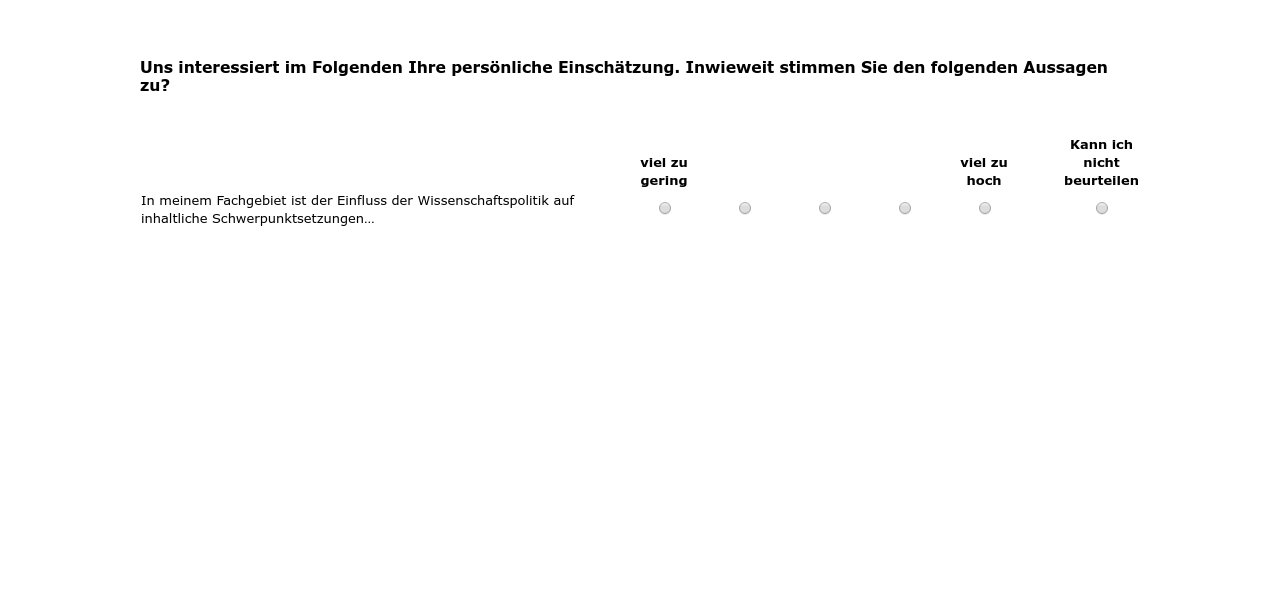 Uns interessiert im Folgenden Ihre persönliche Einschätzung. Inwieweit stimmen Sie den folgenden Aussagen
zu?
viel zu
gering
viel zu
hoch
Kann ich
nicht
beurteilen
In meinem Fachgebiet ist der Einfluss der Wissenschaftspolitik auf
inhaltliche Schwerpunktsetzungen...